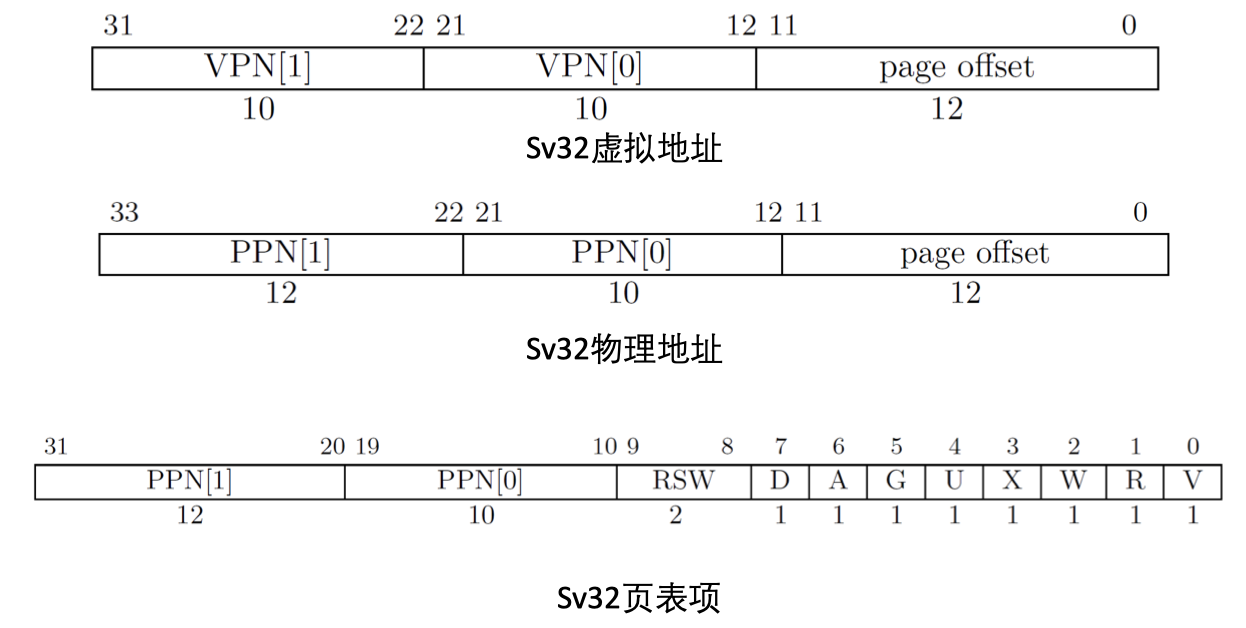 31 22 21 12 11 0
VPN[1] VPN[0] page offset
10 10 12
Sv32虚拟地址
33 22 21 12 11 0
PPN[1] PPN[0] page offset
12 10 12
Sv32物理地址
31 20 19 10 9 8 7 6 5 4 3 2 1 0
PPN[1] PPN[0] RSW D A G U X W R V
12 10 2 1 1 1 1 1 1 1 1
Sv32页表项